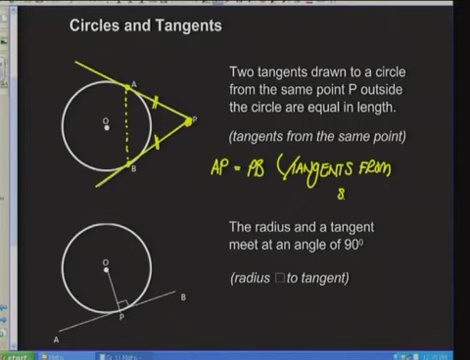 Circles and Tangents
A
O
P
B
Two tangents drawn to a circle
from the same point P outside
the circle are equal in length.
(tangents from the same point)
AP = PB (TANGENTS FROM
The radius and a tangent
meet at an angle of 90⁰
(radius □to tangent)
O
B
P
A
start